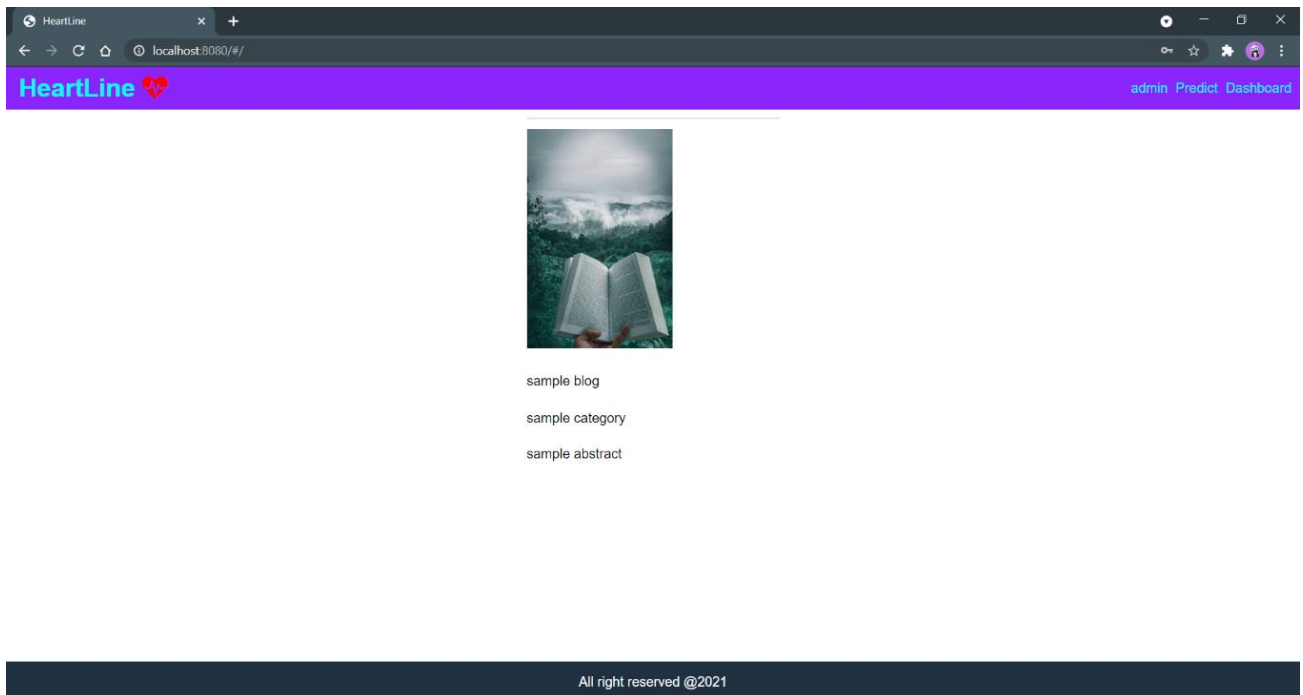 HeartLine
localhost:8080/#/
HeartLine
admin Predict Dashboard
sample blog
sample category
sample abstract
All right reserved @2021